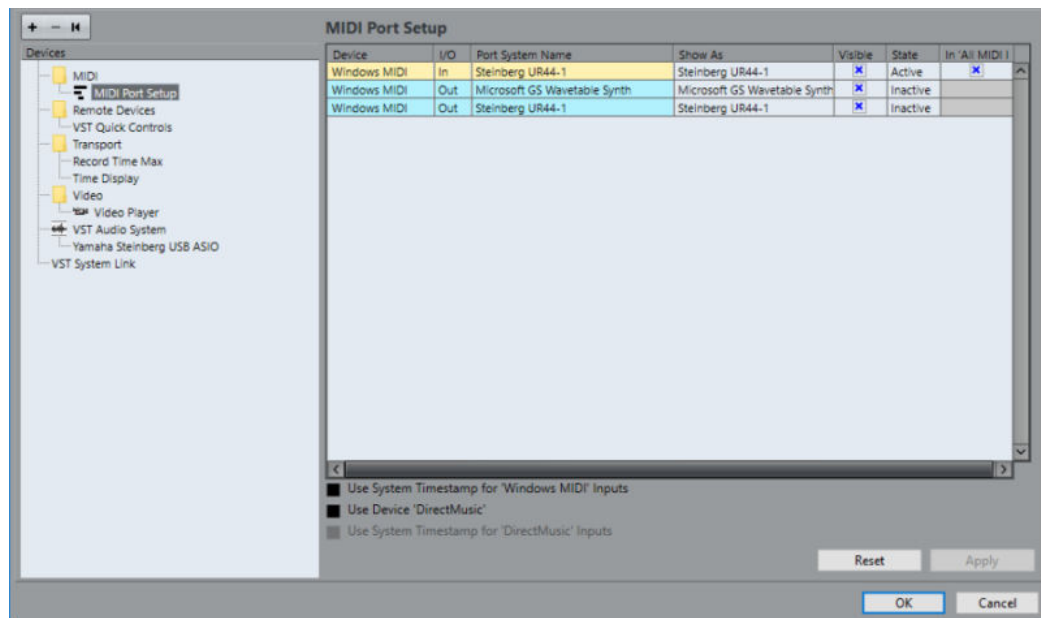 MIDI Port Setup
Devices
MIDI
MIDI Port Setup
Remote Devices
VST Quick Controls
Transport
Record Time Max
Time Display
Video
Video Player
VST Audio System
Yamaha Steinberg USB ASIO
VST System Link
Device I/O Port System Name Show As Visible State In 'All MIDI I
Windows MIDI In Steinberg UR44-1 Steinberg UR44-1 Active
Windows MIDI Out Microsoft GS Wavetable Synth Microsoft GS Wavetable Synth Inactive
Windows MIDI Out Steinberg UR44-1 Steinberg UR44-1 Inactive
Use System Timestamp for 'Windows MIDI' Inputs
Use Device 'DirectMusic'
Use System Timestamp for 'DirectMusic' Inputs
Reset Apply
OK Cancel